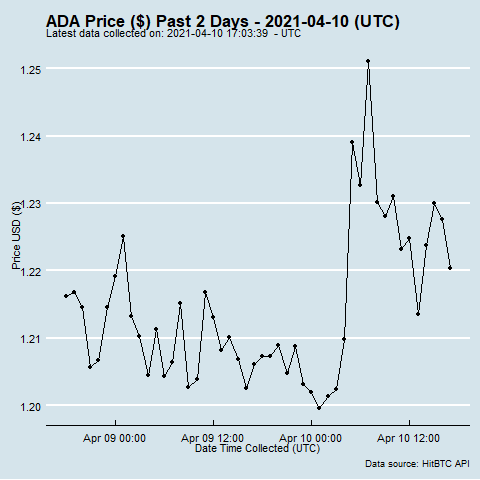 ADA Price ($) Past 2 Days - 2021-04-10 (UTC)
Latest data collected on: 2021-04-10 17:03:39 - UTC
1.25
1.24
1.23
1.22
1.21
1.20
Price USD ($)
Apr 09 00:00
Apr 09 12:00
Apr 10 00:00
Apr 10 12:00
Date Time Collected (UTC)
Data source: HitBTC API